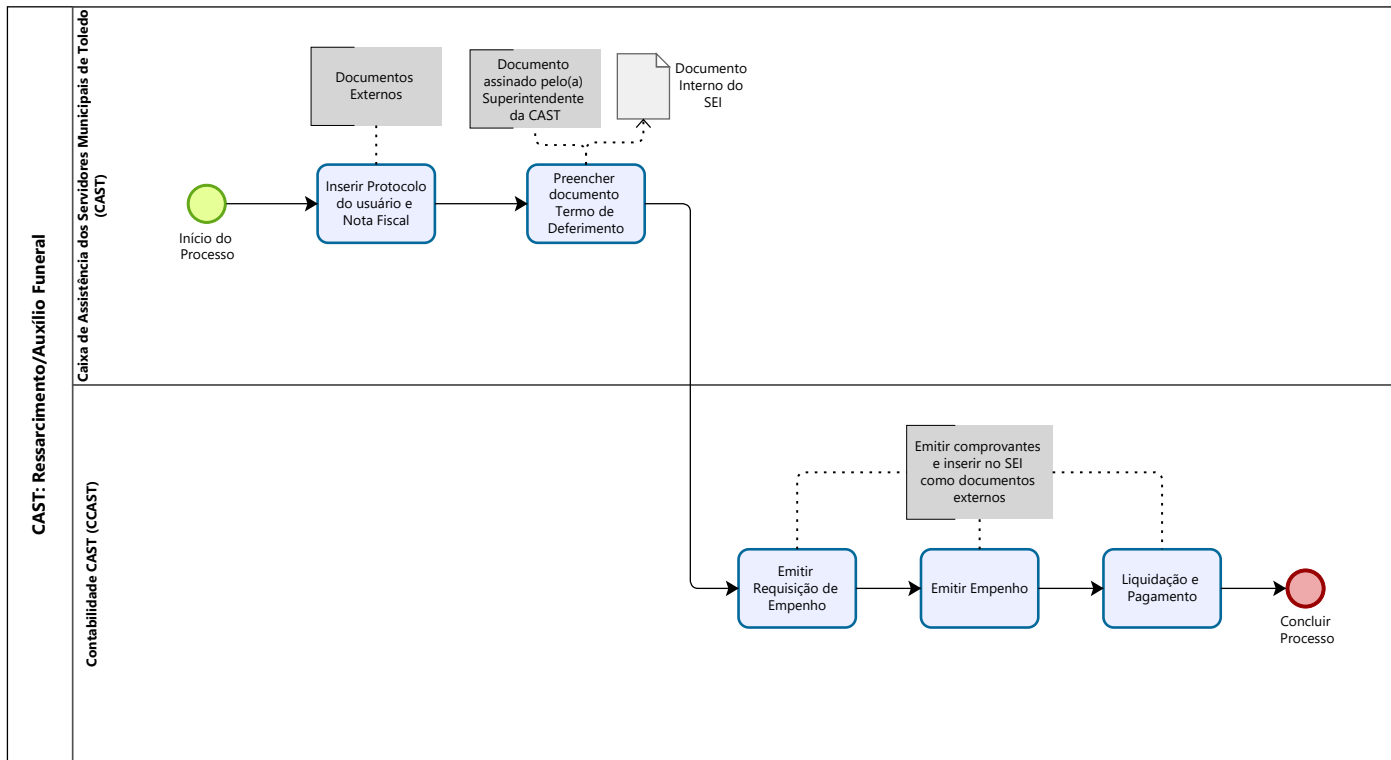 CAST: Ressarcimento/Auxílio Funeral
Caixa de Assistência dos Servidores Municipais de Toledo
(CAST)
Documentos
Externos
Documento
assinado pelo(a)
Superintendente
da CAST
Documento
Interno do
SEI
Início do
Processo
Inserir Protocolo
do usuário e
Nota Fiscal
Preencher
documento
Termo de
Deferimento
Contabilidade CAST (CCAST)
Emitir comprovantes
e inserir no SEI
como documentos
externos
Emitir
Requisição de
Empenho
Emitir Empenho
Liquidação e
Pagamento
Concluir
Processo